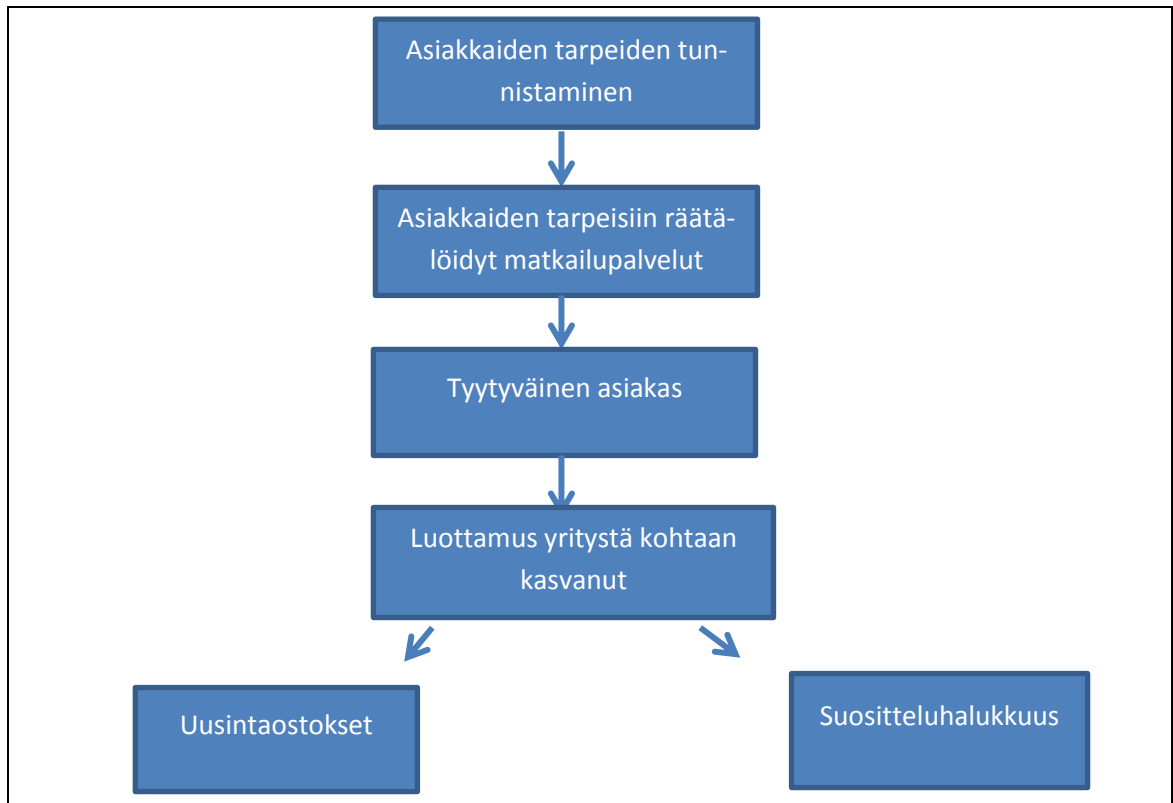 Asiakkaiden tarpeiden tun-
nistaminen
Asiakkaiden tarpeisiin räätä-
löidyt matkailupalvelut
Tyytyväinen asiakas
Luottamus yritystä kohtaan
kasvanut
Uusintaostokset
Suositteluhalukkuus